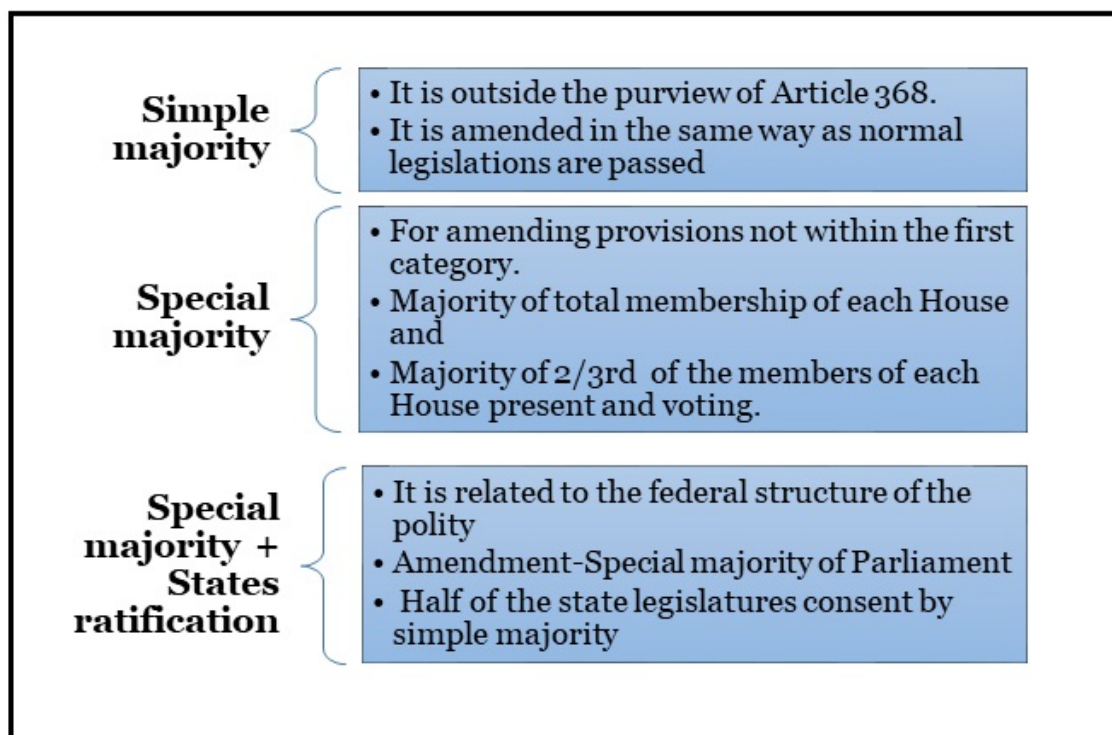 Simple
majority
• It is outside the purview of Article 368.
• It is amended in the same way as normal
legislations are passed
Special
majority
• For amending provisions not within the first
category.
• Majority of total membership of each House
and
• Majority of 2/3rd of the members of each
House present and voting.
Special
majority +
States
ratification
• It is related to the federal structure of the
polity
• Amendment-Special majority of Parliament
• Half of the state legislatures consent by
simple majority